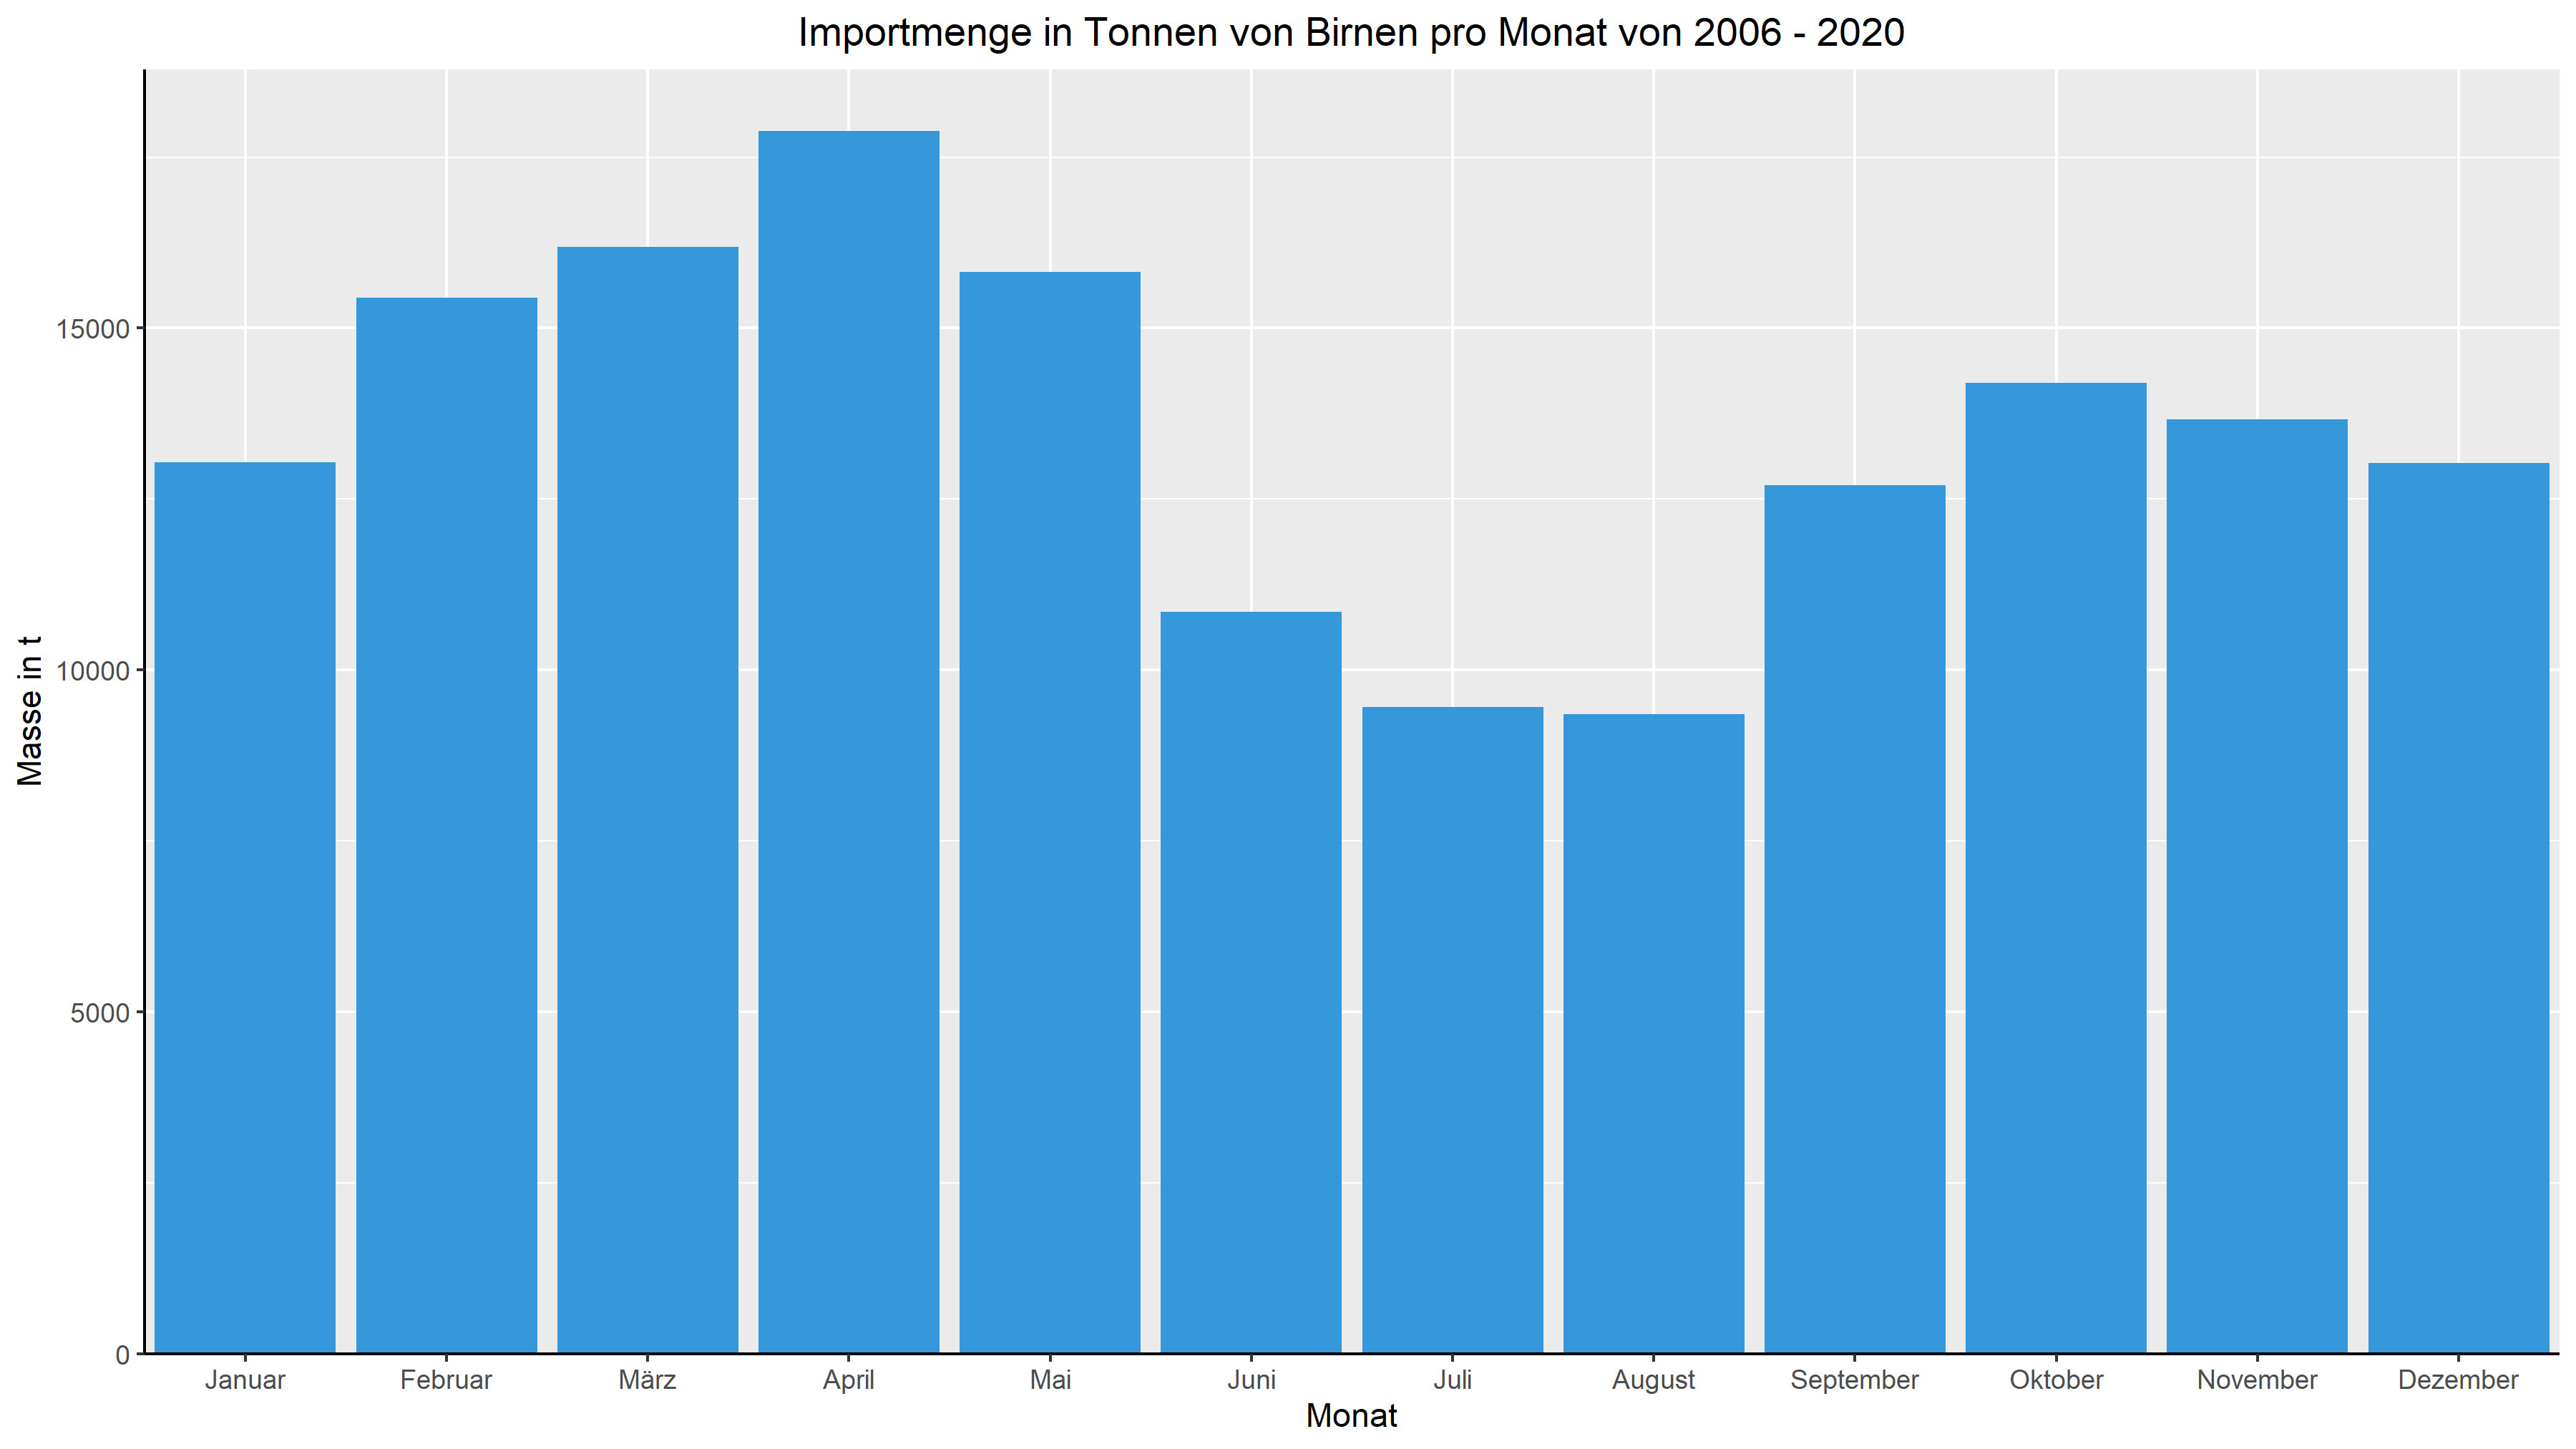 Importmenge in Tonnen von Birnen pro Monat von 2006 - 2020
Masse in t
15000
10000
5000
0
Januar Februar März April Mai Juni Juli August September Oktober November Dezember
Monat